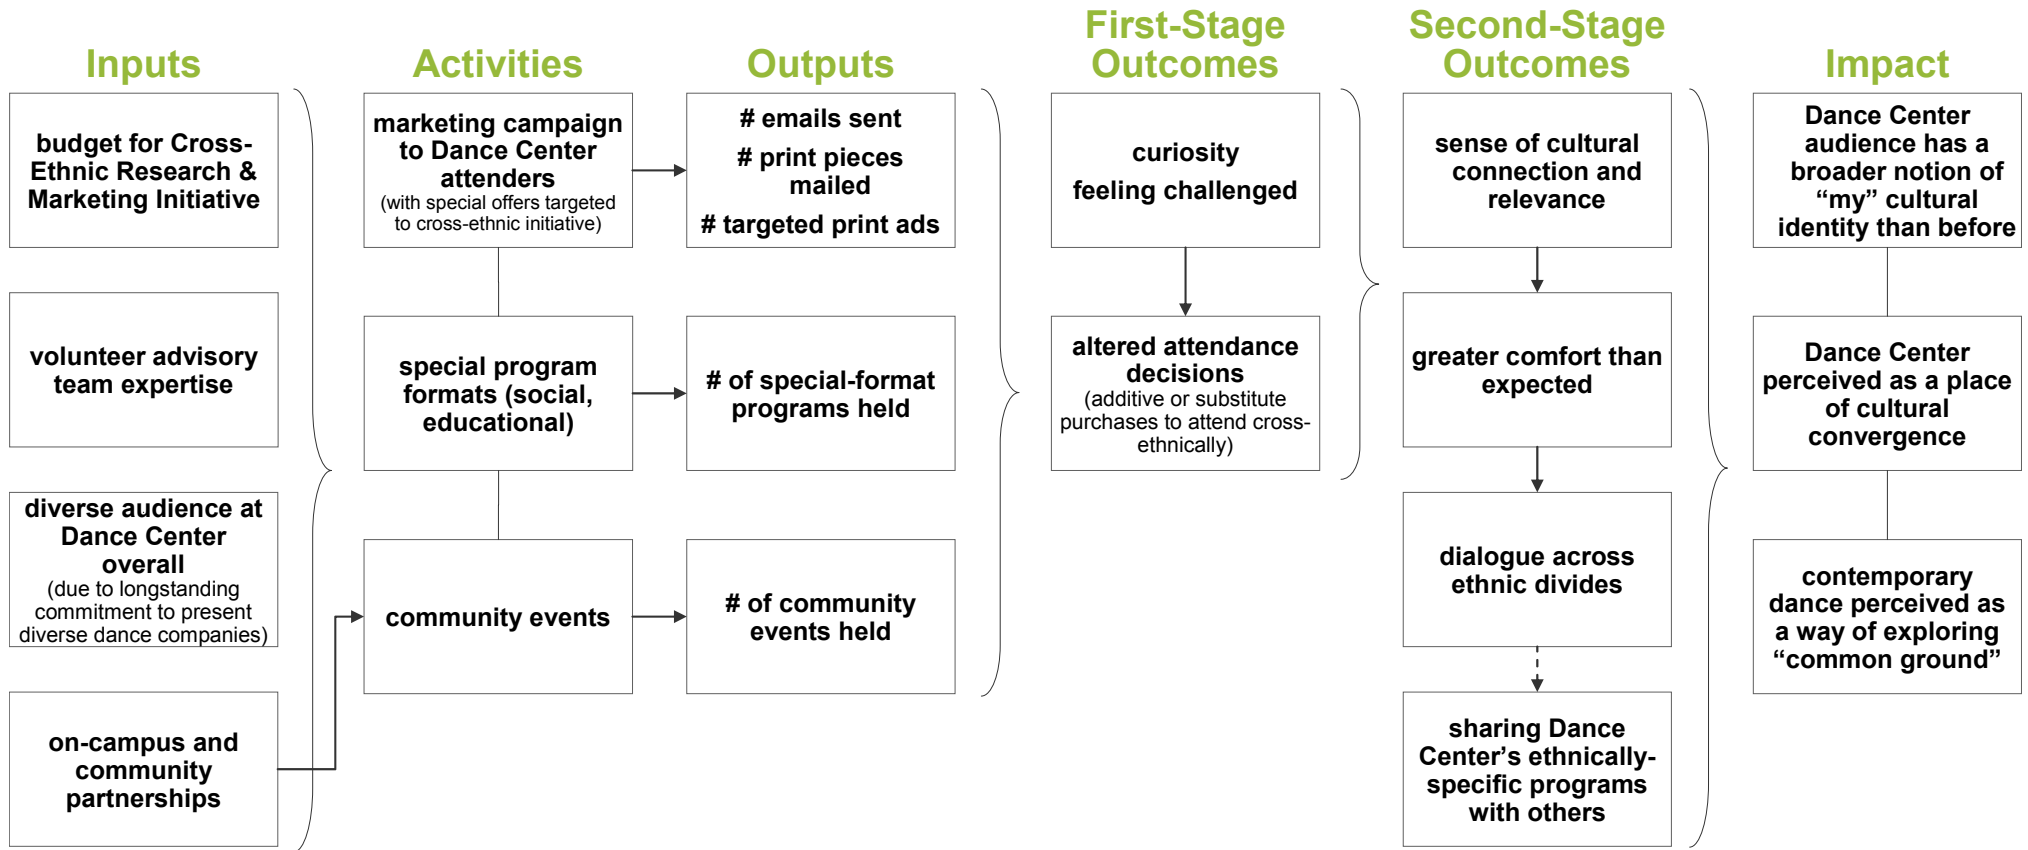 Inputs
budget for Cross-
Ethnic Research &
Marketing Initiative
volunteer advisory
team expertise
diverse audience at
Dance Center
overall
(due to longstanding
commitment to present
diverse dance companies)
on-campus and
community
partnerships
Activities
marketing campaign
to Dance Center
attenders
(with special offers targeted
to cross-ethnic initiative)
special program
formats (social,
educational)
community events
Outputs
# emails sent
# print pieces
mailed
# targeted print ads
# of special-format
programs held
# of community
events held
First-Stage
Outcomes
curiosity
feeling challenged
altered attendance
decisions
(additive or substitute
purchases to attend cross-
ethnically)
Second-Stage
Outcomes
sense of cultural
connection and
relevance
greater comfort than
expected
dialogue across
ethnic divides
sharing Dance
Center’s ethnically-
specific programs
with others
Impact
Dance Center
audience has a
broader notion of
“my” cultural
identity than before
Dance Center
perceived as a place
of cultural
convergence
contemporary
dance perceived as
a way of exploring
“common ground”